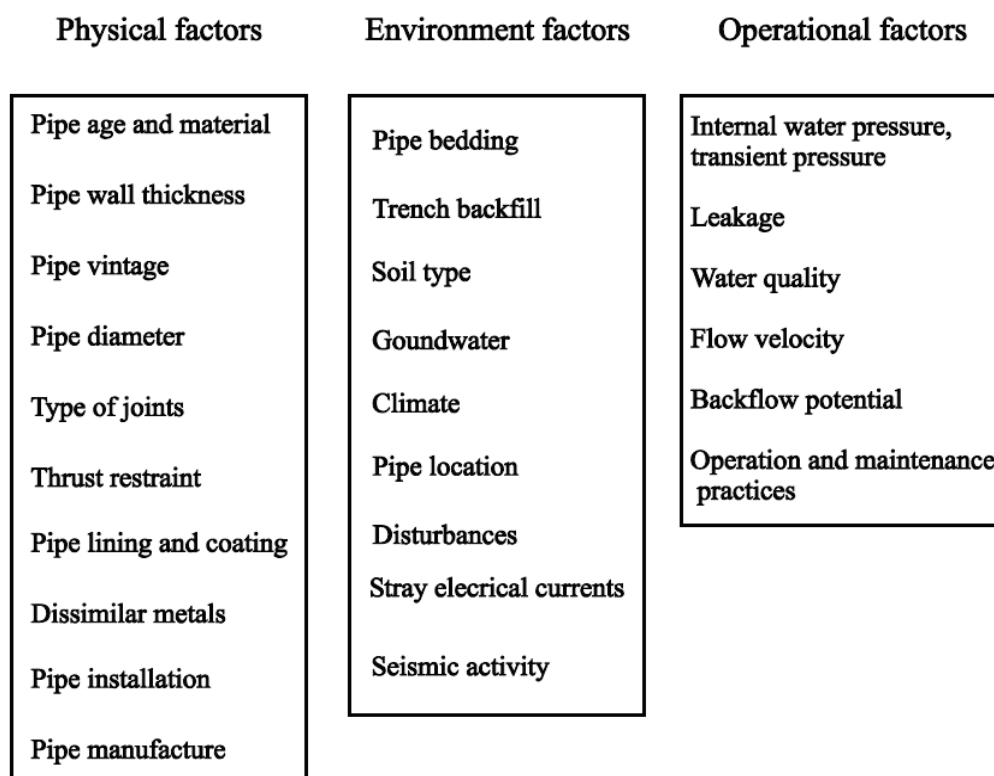 Physical factors
Pipe age and material
Pipe wall thickness
Pipe vintage
Pipe diameter
Type of joints
Thrust restraint
Pipe lining and coating
Dissimilar metals
Pipe installation
Pipe manufacture
Environment factors
Pipe bedding
Trench backfill
Soil type
Goundwater
Climate
Pipe location
Disturbances
Stray elecrical currents
Seismic activity
Operational factors
Internal water pressure,
transient pressure
Leakage
Water quality
Flow velocity
Backflow potential
Operation and maintenance
practices